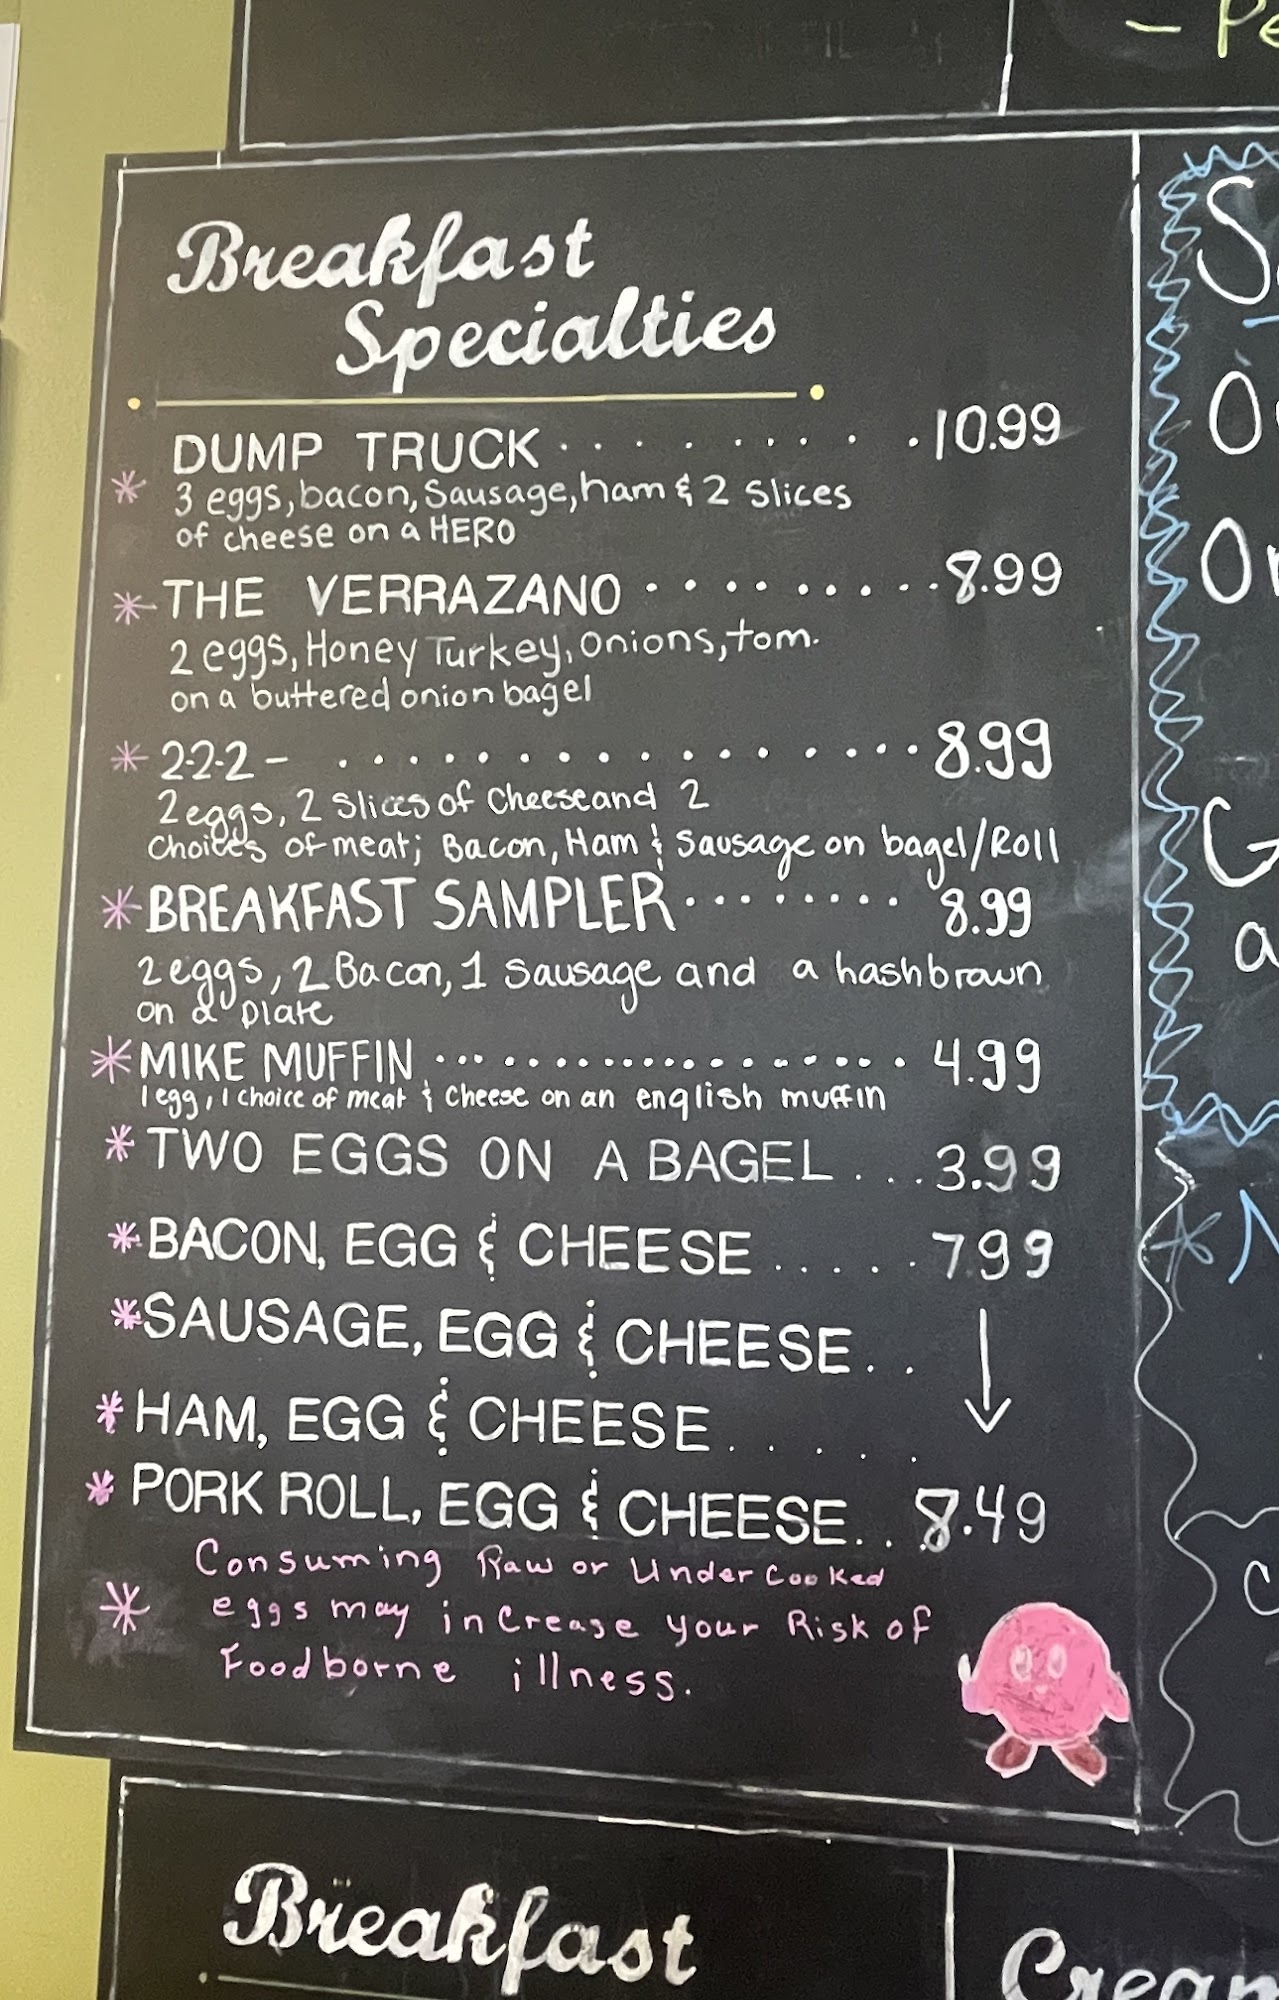 - Pe
Breakfast
Specialties
DUMP TRUCK . . . . . . . . . 10.99
* 3 eggs, bacon, Sausage, ham & 2 slices
of cheese on a HERO
* THE VERRAZANO . . . . . . . . . 8.99
2 eggs, Honey Turkey, onions, tom.
on a buttered onion bagel
* 2-2-2 - . . . . . . . . . . . . . . . 8.99
2 eggs, 2 Slices of Cheese and 2
Choices of meat; Bacon, Ham & Sausage on bagel/Roll
* BREAKFAST SAMPLER . . . . . . . . 8.99
2 eggs, 2 Bacon, 1 Sausage and a hashbrown
on a plate
* MIKE MUFFIN . . . . . . . . . . . . . . . . 4.99
1 egg, 1 choice of meat & Cheese on an english muffin
* TWO EGGS ON A BAGEL . . . 3.99
* BACON, EGG & CHEESE . . . . . 7.99
* SAUSAGE, EGG & CHEESE . . ↓
* HAM, EGG & CHEESE . . . . .
* PORK ROLL, EGG & CHEESE . . 8.49
Consuming Raw or Undercooked
* eggs may increase your Risk of
Foodborne illness.
Breakfast